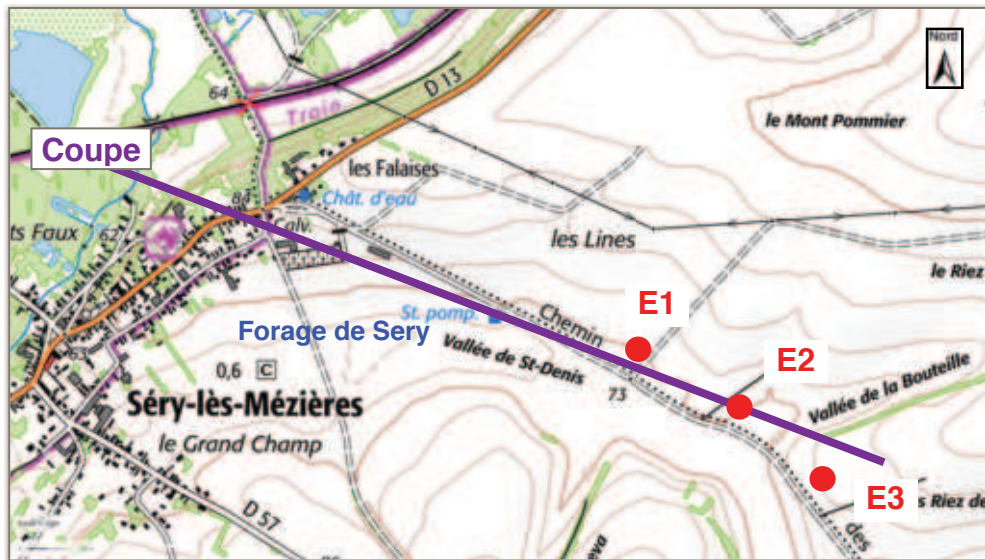 Nord
64
D 13
Train
le Mont Pommier
Coupe
les Falaises
84
Chât. d'eau
ts Faux
62
Calv.
les Lines
le Riez
E1
St. pomp.
Chemin
Forage de Sery
Vallée de St-Denis
E2
0,6 C
73
Vallée de la Bouteille
Séry-lès-Mézières
le Grand Champ
E3
s Riez de
D 57
des